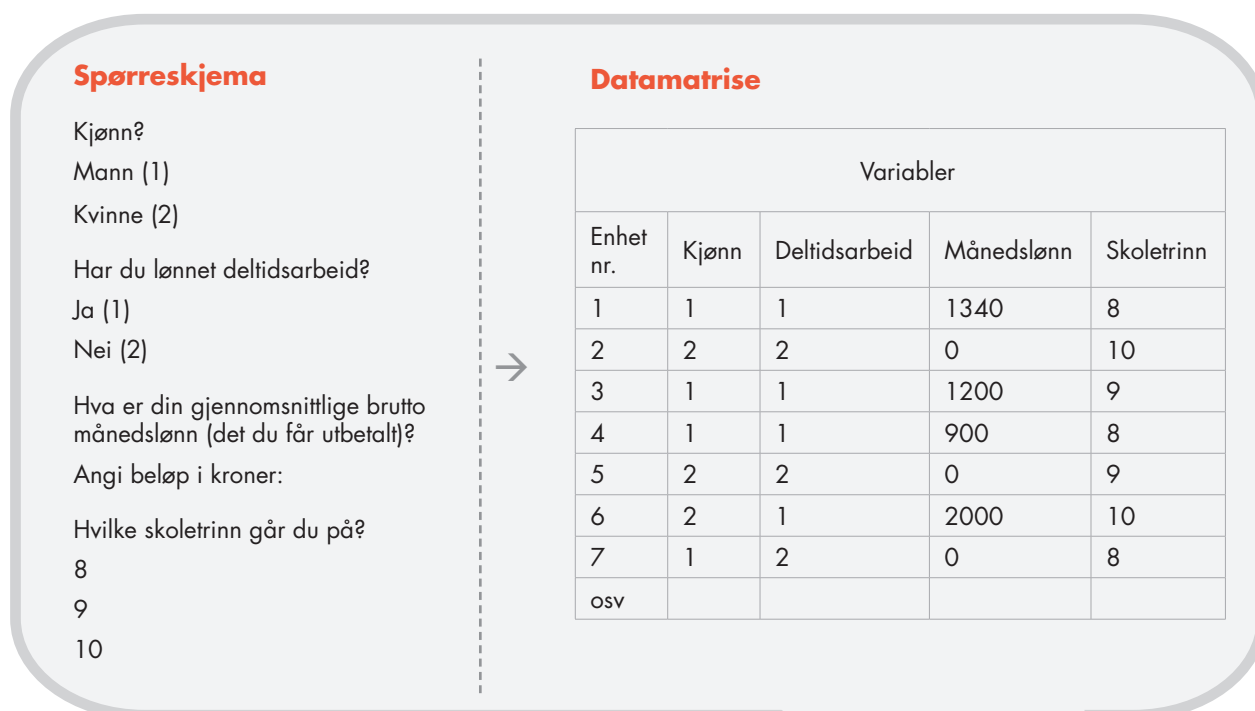 Spørreskjema
Kjønn?
Mann (1)
Kvinne (2)
Har du lønnet deltidsarbeid?
Ja (1)
Nei (2)
Hva er din gjennomsnittlige brutto
månedslønn (det du får utbetalt)?
Angi beløp i kroner:
Hvilke skoletrinn går du på?
8
9
10
→
Datamatrise
Variabler
Enhet nr. Kjønn Deltidsarbeid Månedslønn Skoletrinn
1 1 1 1340 8
2 2 2 0 10
3 1 1 1200 9
4 1 1 900 8
5 2 2 0 9
6 2 1 2000 10
7 1 2 0 8
osv